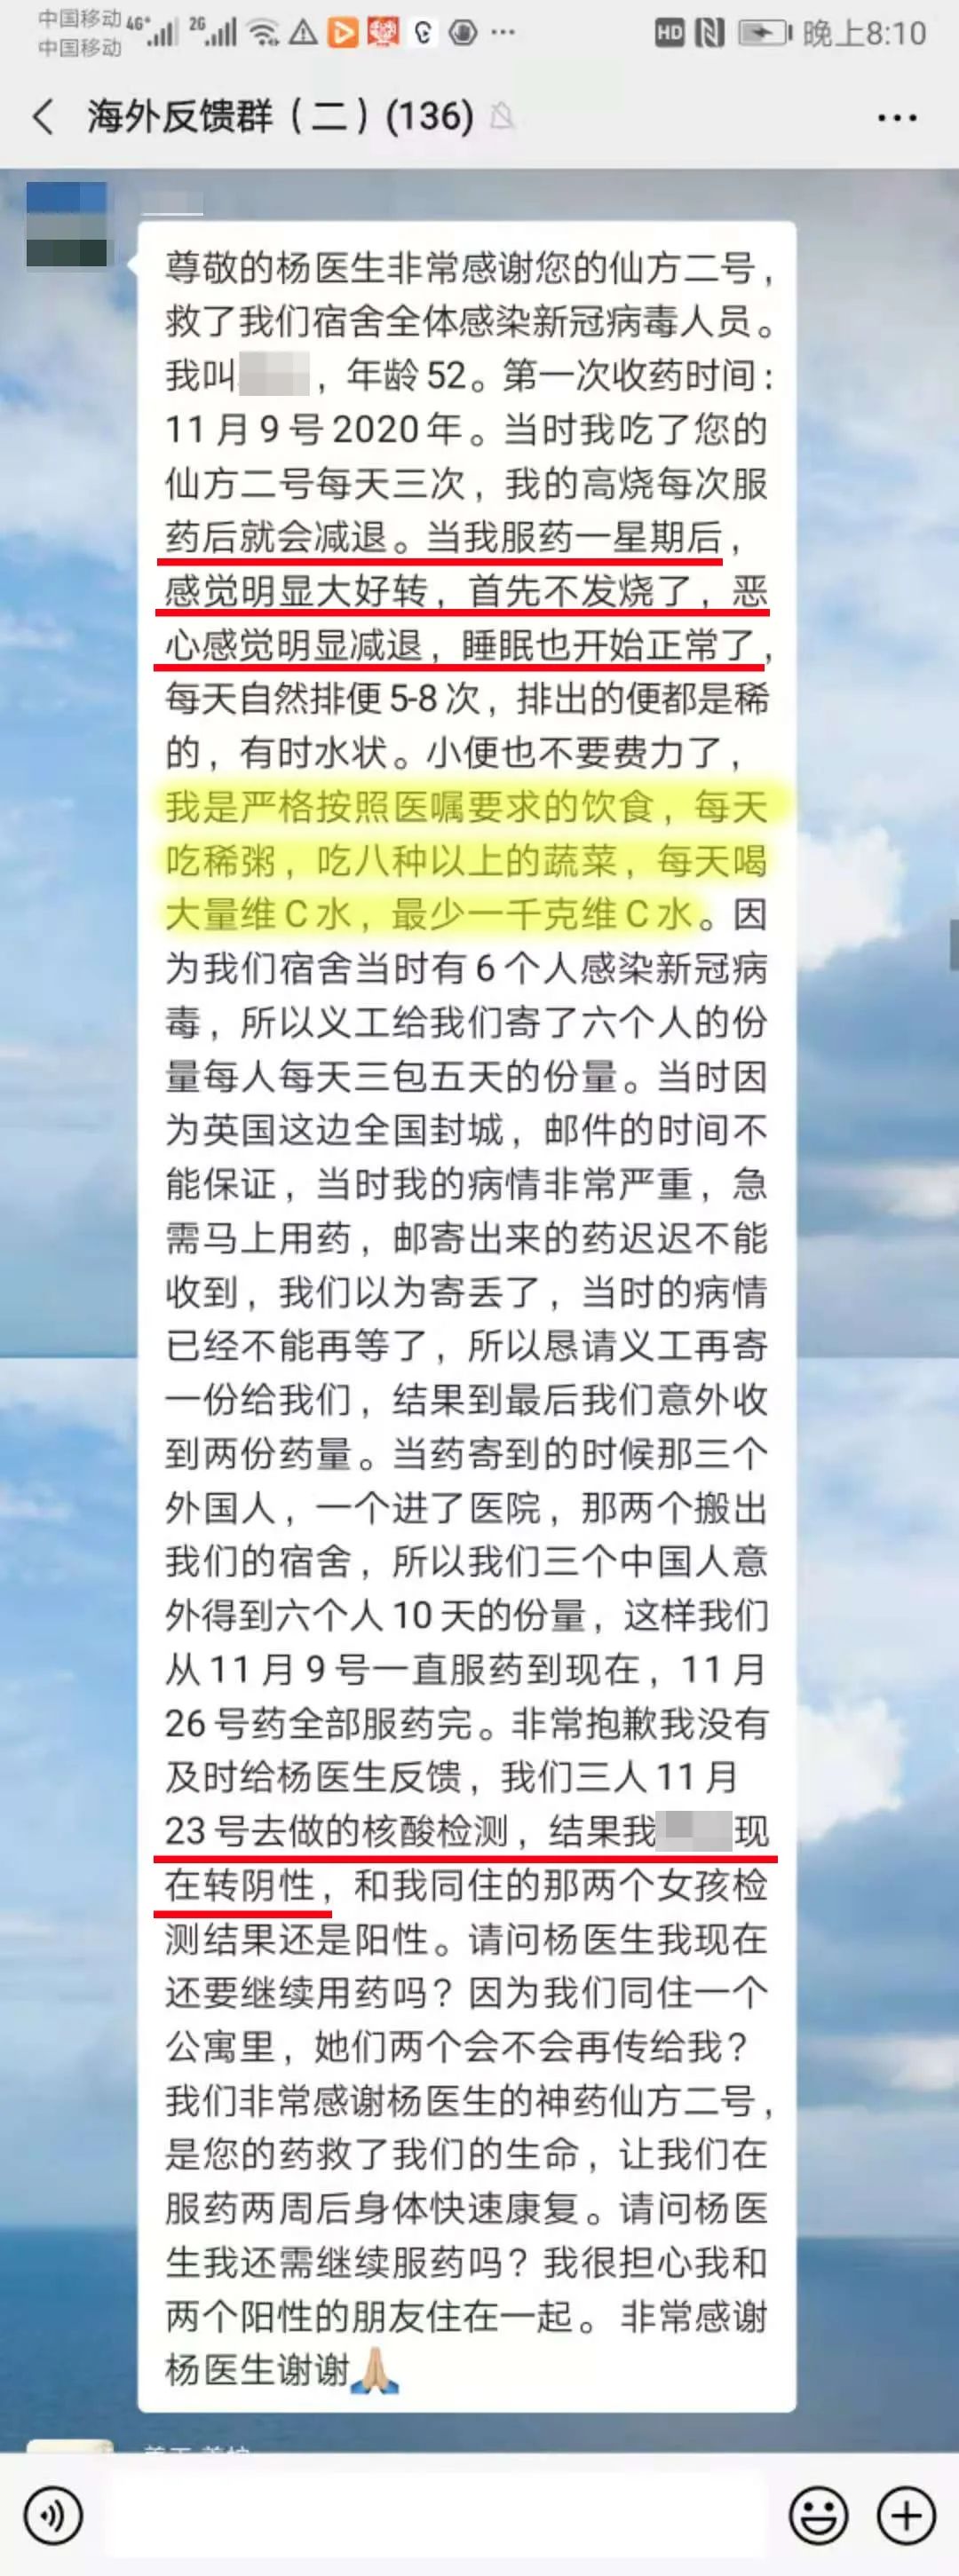 中国移动 4G+ 2G HD 晚上8:10
中国移动
海外反馈群（二）(136)
尊敬的杨医生非常感谢您的仙方二号，
救了我们宿舍全体感染新冠病毒人员。
我叫 ，年龄52。第一次收药时间：
11月9号2020年。当时我吃了您的
仙方二号每天三次，我的高烧每次服
药后就会减退。当我服药一星期后，
感觉明显大好转，首先不发烧了，恶
心感觉明显减退，睡眠也开始正常了，
每天自然排便5-8次，排出的便都是稀
的，有时水状。小便也不要费力了，
我是严格按照医嘱要求的饮食，每天
吃稀粥，吃八种以上的蔬菜，每天喝
大量维C水，最少一千克维C水。因
为我们宿舍当时有6个人感染新冠病
毒，所以义工给我们寄了六个人的份
量每人每天三包五天的份量。当时因
为英国这边全国封城，邮件的时间不
能保证，当时我的病情非常严重，急
需马上用药，邮寄出来的药迟迟不能
收到，我们以为寄丢了，当时的病情
已经不能再等了，所以恳请义工再寄
一份给我们，结果到最后我们意外收
到两份药量。当药寄到的时候那三个
外国人，一个进了医院，那两个搬出
我们的宿舍，所以我们三个中国人意
外得到六个人10天的份量，这样我们
从11月9号一直服药到现在，11月
26号药全部服药完。非常抱歉我没有
及时给杨医生反馈，我们三人11月
23号去做的核酸检测，结果我 现
在转阴性，和我同住的那两个女孩检
测结果还是阳性。请问杨医生我现在
还要继续用药吗？因为我们同住一个
公寓里，她们两个会不会再传给我？
我们非常感谢杨医生的神药仙方二号，
是您的药救了我们的生命，让我们在
服药两周后身体快速康复。请问杨医
生我还需继续服药吗？我很担心我和
两个阳性的朋友住在一起。非常感谢
杨医生谢谢🙏